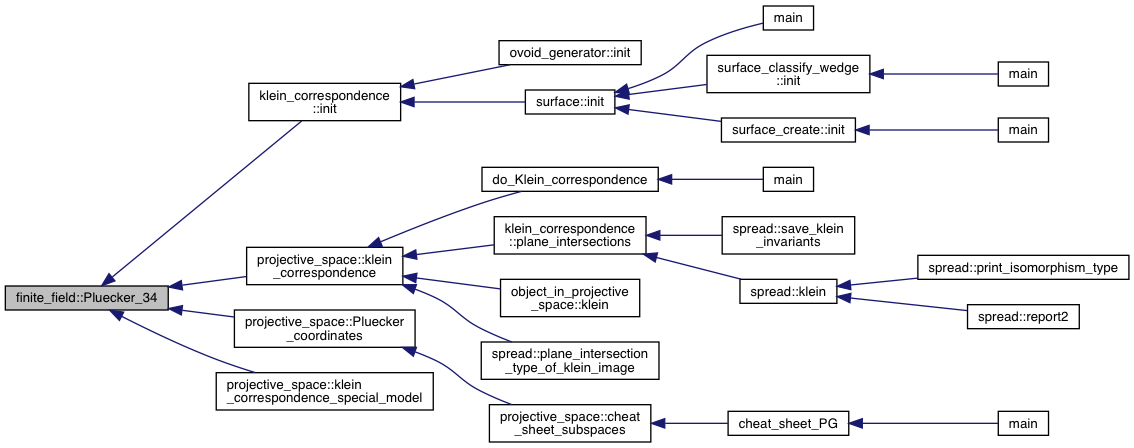 main
ovoid_generator::init
surface_classify_wedge
::init
main
klein_correspondence
::init
surface::init
surface_create::init
main
do_Klein_correspondence
main
klein_correspondence
::plane_intersections
spread::save_klein
_invariants
projective_space::klein
_correspondence
spread::print_isomorphism_type
finite_field::Pluecker_34
object_in_projective
_space::klein
spread::klein
spread::report2
projective_space::Pluecker
_coordinates
spread::plane_intersection
_type_of_klein_image
projective_space::klein
_correspondence_special_model
projective_space::cheat
_sheet_subspaces
cheat_sheet_PG
main